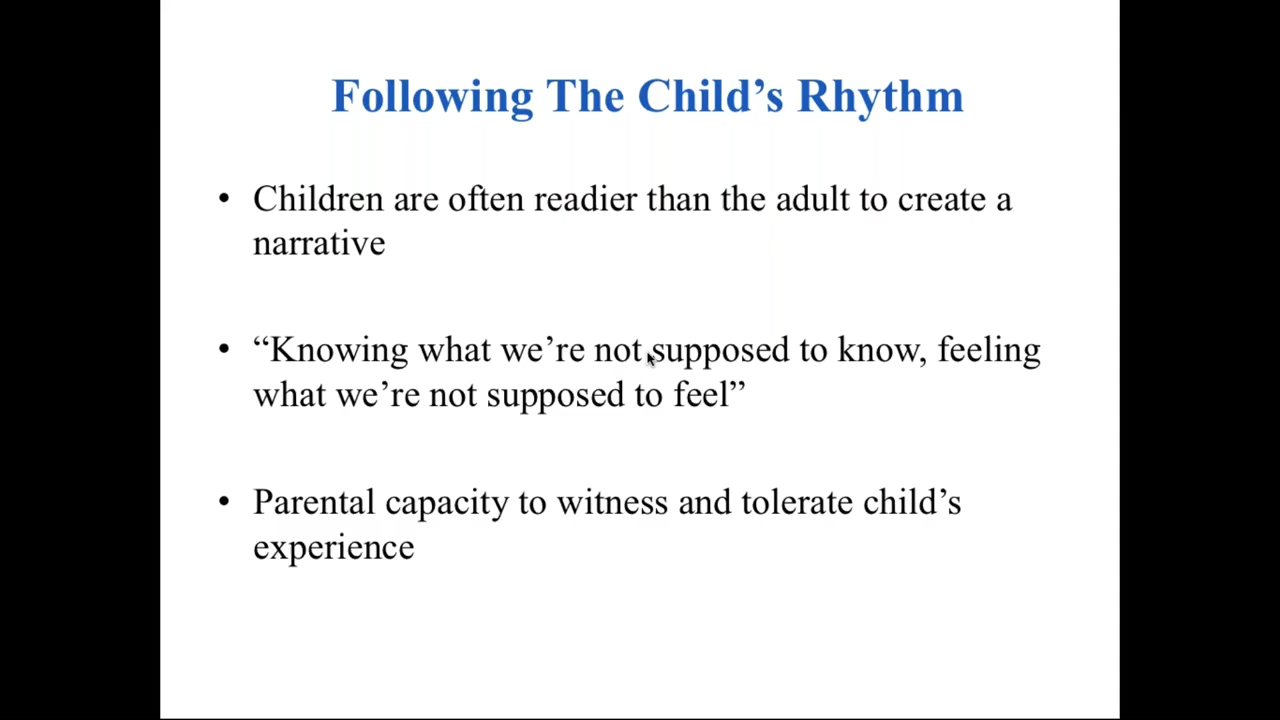 Following The Child’s Rhythm
• Children are often readier than the adult to create a
narrative
• “Knowing what we’re not supposed to know, feeling
what we’re not supposed to feel”
• Parental capacity to witness and tolerate child’s
experience